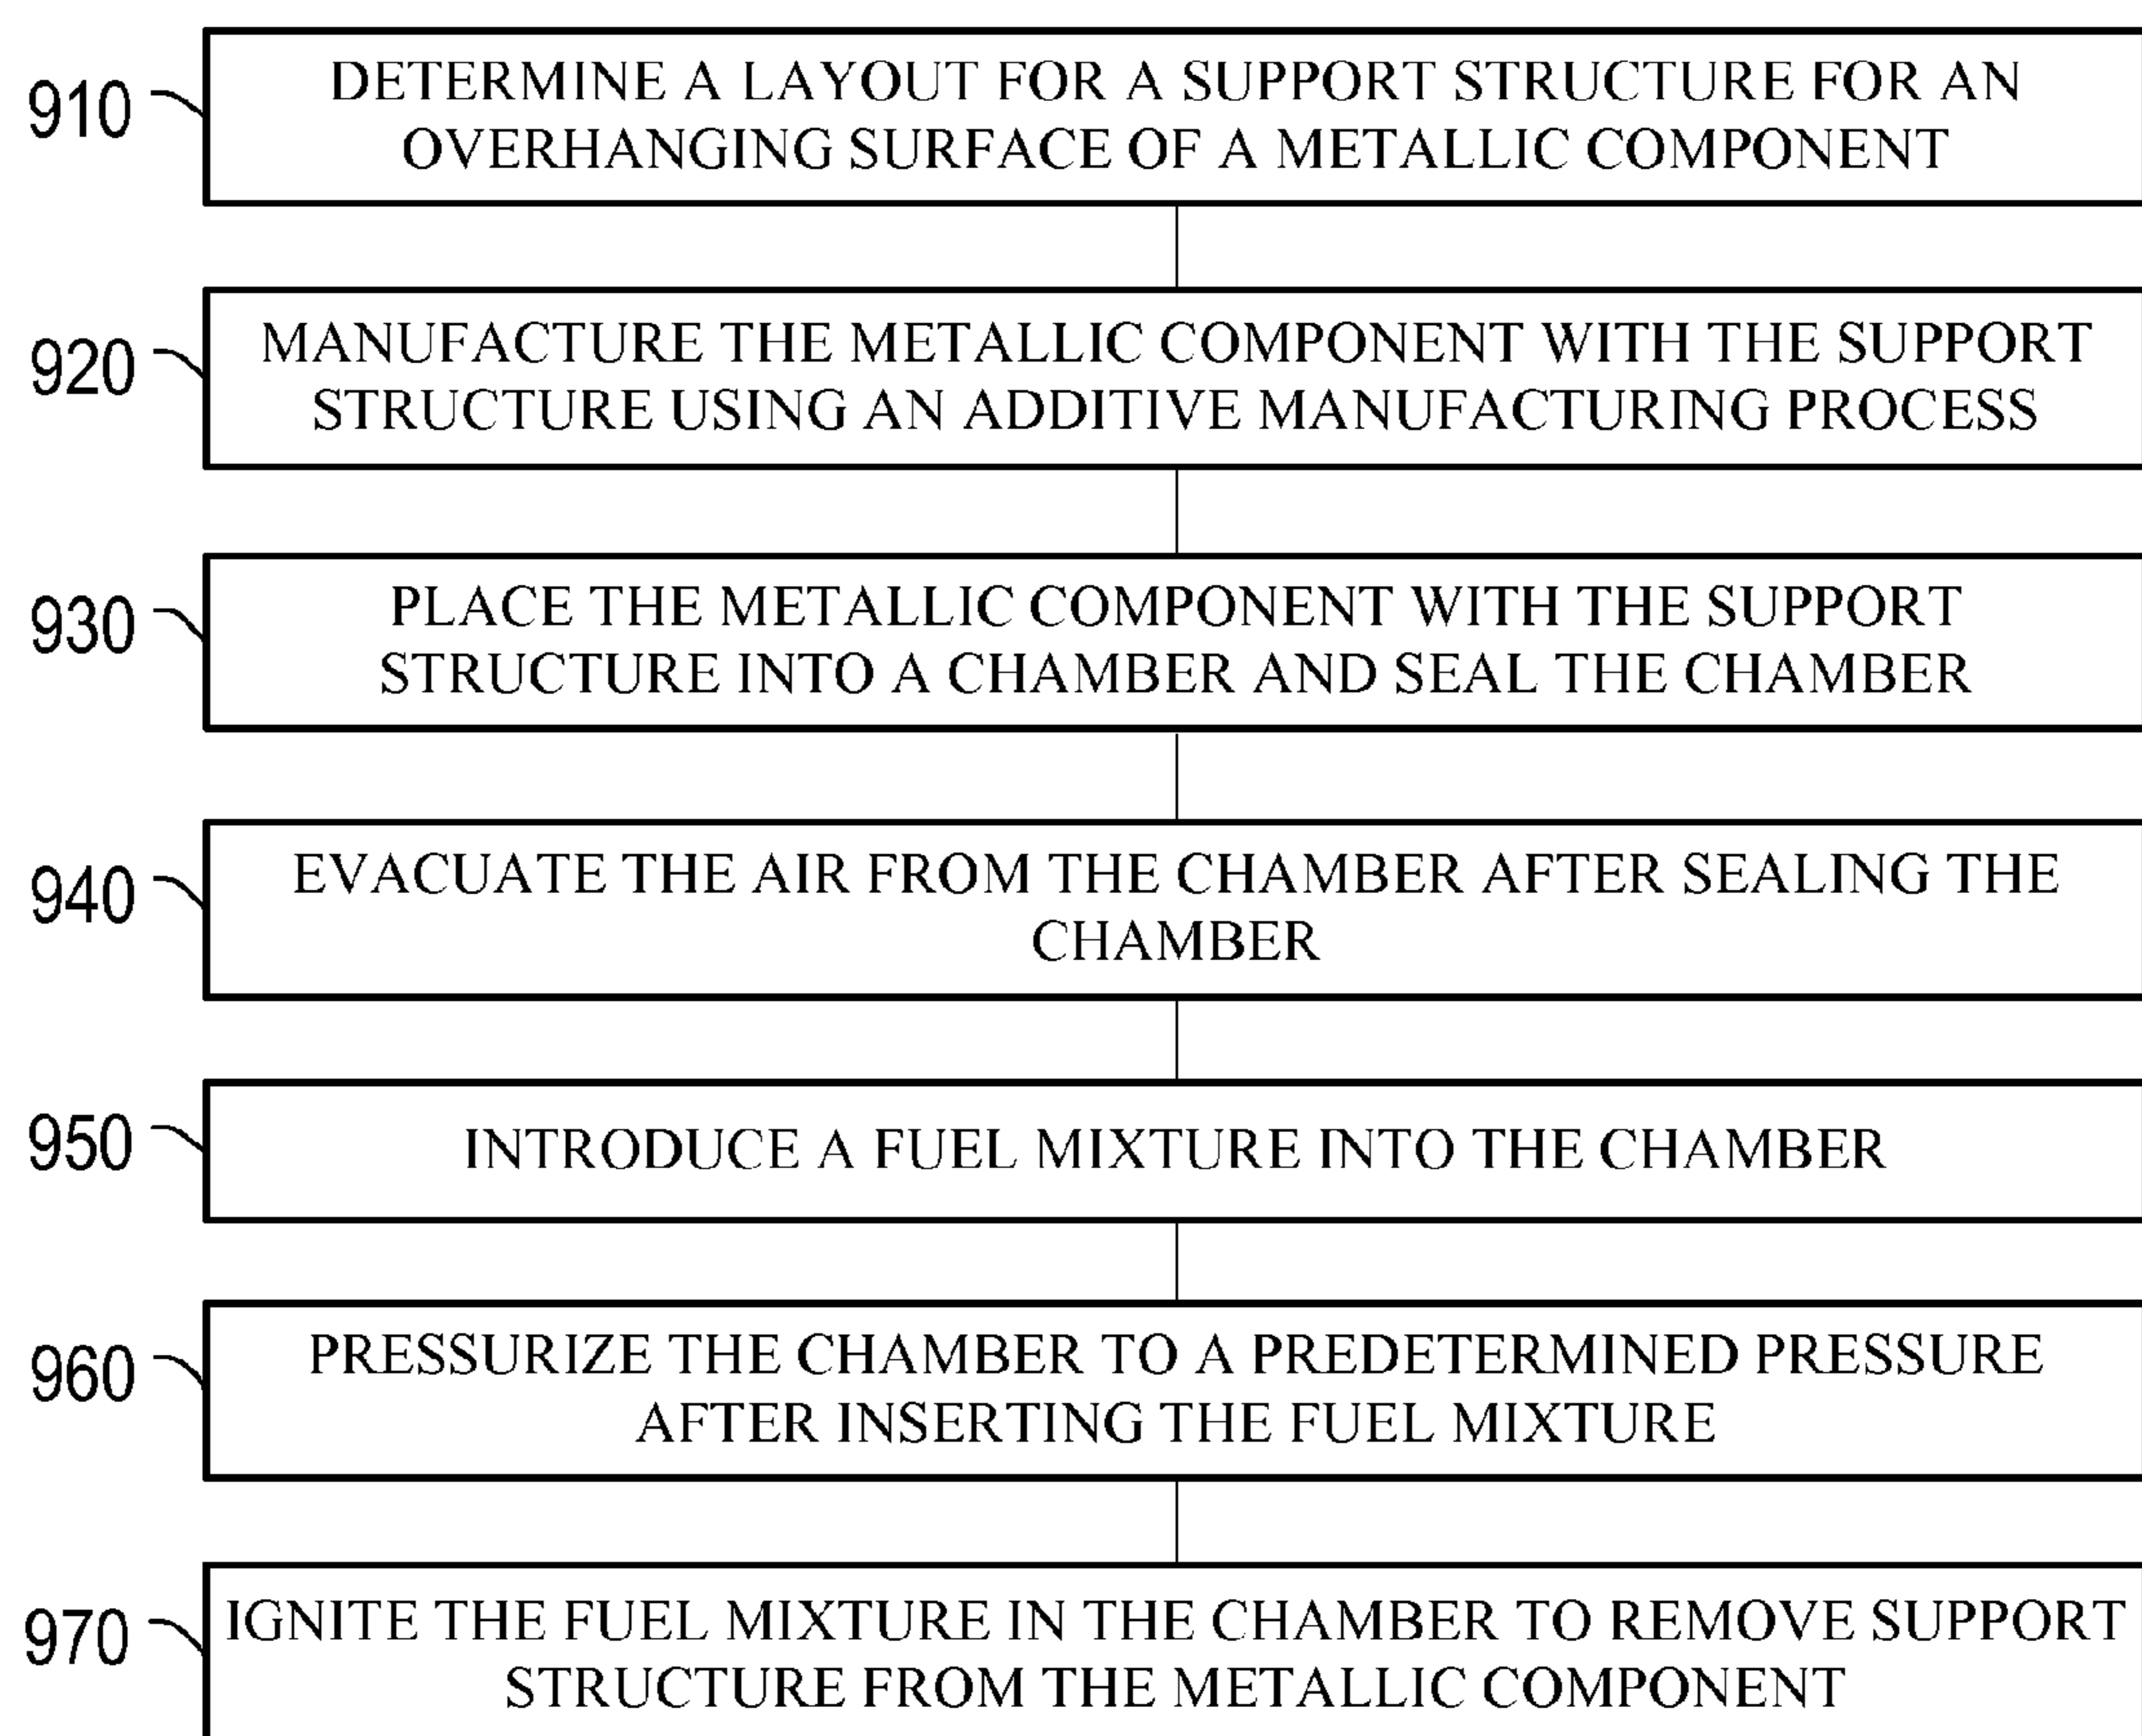 910
DETERMINE A LAYOUT FOR A SUPPORT STRUCTURE FOR AN
OVERHANGING SURFACE OF A METALLIC COMPONENT
920
MANUFACTURE THE METALLIC COMPONENT WITH THE SUPPORT
STRUCTURE USING AN ADDITIVE MANUFACTURING PROCESS
930
PLACE THE METALLIC COMPONENT WITH THE SUPPORT
STRUCTURE INTO A CHAMBER AND SEAL THE CHAMBER
940
EVACUATE THE AIR FROM THE CHAMBER AFTER SEALING THE
CHAMBER
950
INTRODUCE A FUEL MIXTURE INTO THE CHAMBER
960
PRESSURIZE THE CHAMBER TO A PREDETERMINED PRESSURE
AFTER INSERTING THE FUEL MIXTURE
970
IGNITE THE FUEL MIXTURE IN THE CHAMBER TO REMOVE SUPPORT
STRUCTURE FROM THE METALLIC COMPONENT